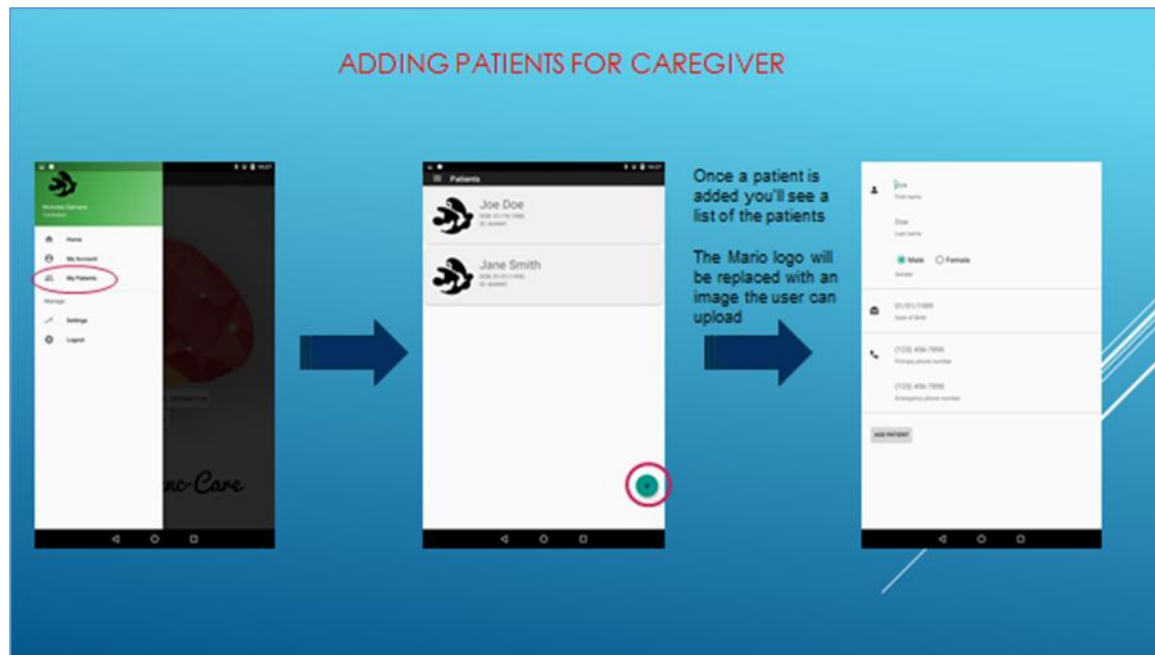 ADDING PATIENTS FOR CAREGIVER
Caregiver
Home
My Account
My Patients
Manage
Settings
Logout
nc-Care
Patients
Joe Doe
Jane Smith
Once a patient is
added you'll see a
list of the patients
The Mario logo will
be replaced with an
image the user can
upload
Joe
First name
Doe
Last name
Male Female
Gender
01/01/1989
Date of Birth
(123) 456-7890
Primary phone number
(123) 456-7890
Emergency phone number
ADD PATIENT